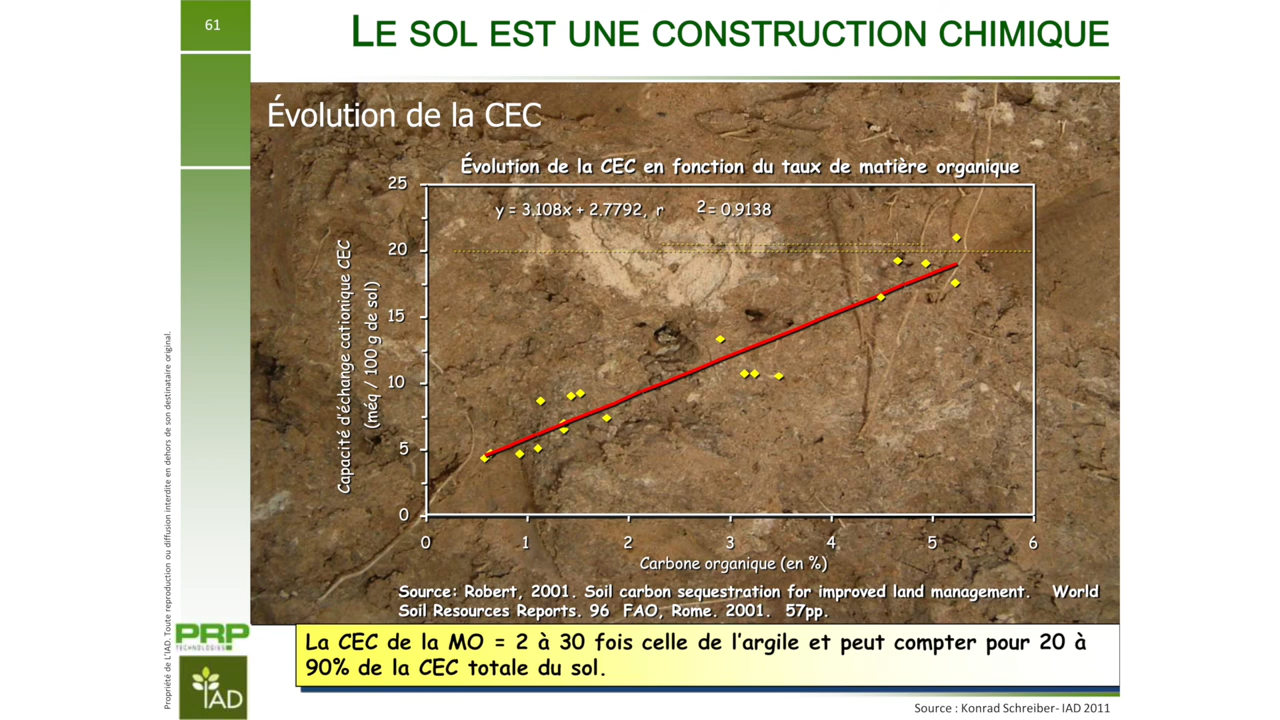 61
LE SOL EST UNE CONSTRUCTION CHIMIQUE
Évolution de la CEC
Évolution de la CEC en fonction du taux de matière organique
y = 3.108x + 2.7792, r 2 = 0.9138
Capacité d'échange cationique CEC
(méq / 100 g de sol)
25
20
15
10
5
0
0 1 2 3 4 5 6
Carbone organique (en %)
Source: Robert, 2001. Soil carbon sequestration for improved land management. World
Soil Resources Reports. 96 FAO, Rome. 2001. 57pp.
La CEC de la MO = 2 à 30 fois celle de l'argile et peut compter pour 20 à
90% de la CEC totale du sol.
Propriété de L'IAD. Toute reproduction ou diffusion interdite en dehors de son destinataire original.
PRP
TECHNOLOGIES
IAD
Source : Konrad Schreiber- IAD 2011